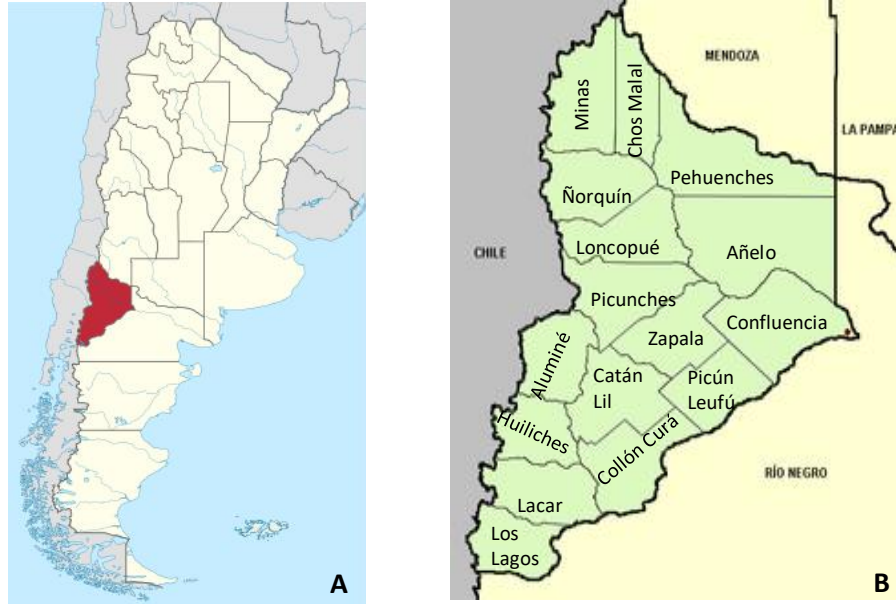 MENDOZA
Minas
Chos Malal
LA PAMPA
Pehuenches
Ñorquín
CHILE
Loncopué
Añelo
Picunches
Confluencia
Zapala
Aluminé
Catán
Lil
Picún
Leufú
Huiliches
Collón Curá
RÍO NEGRO
Lacar
Los
Lagos
A
B